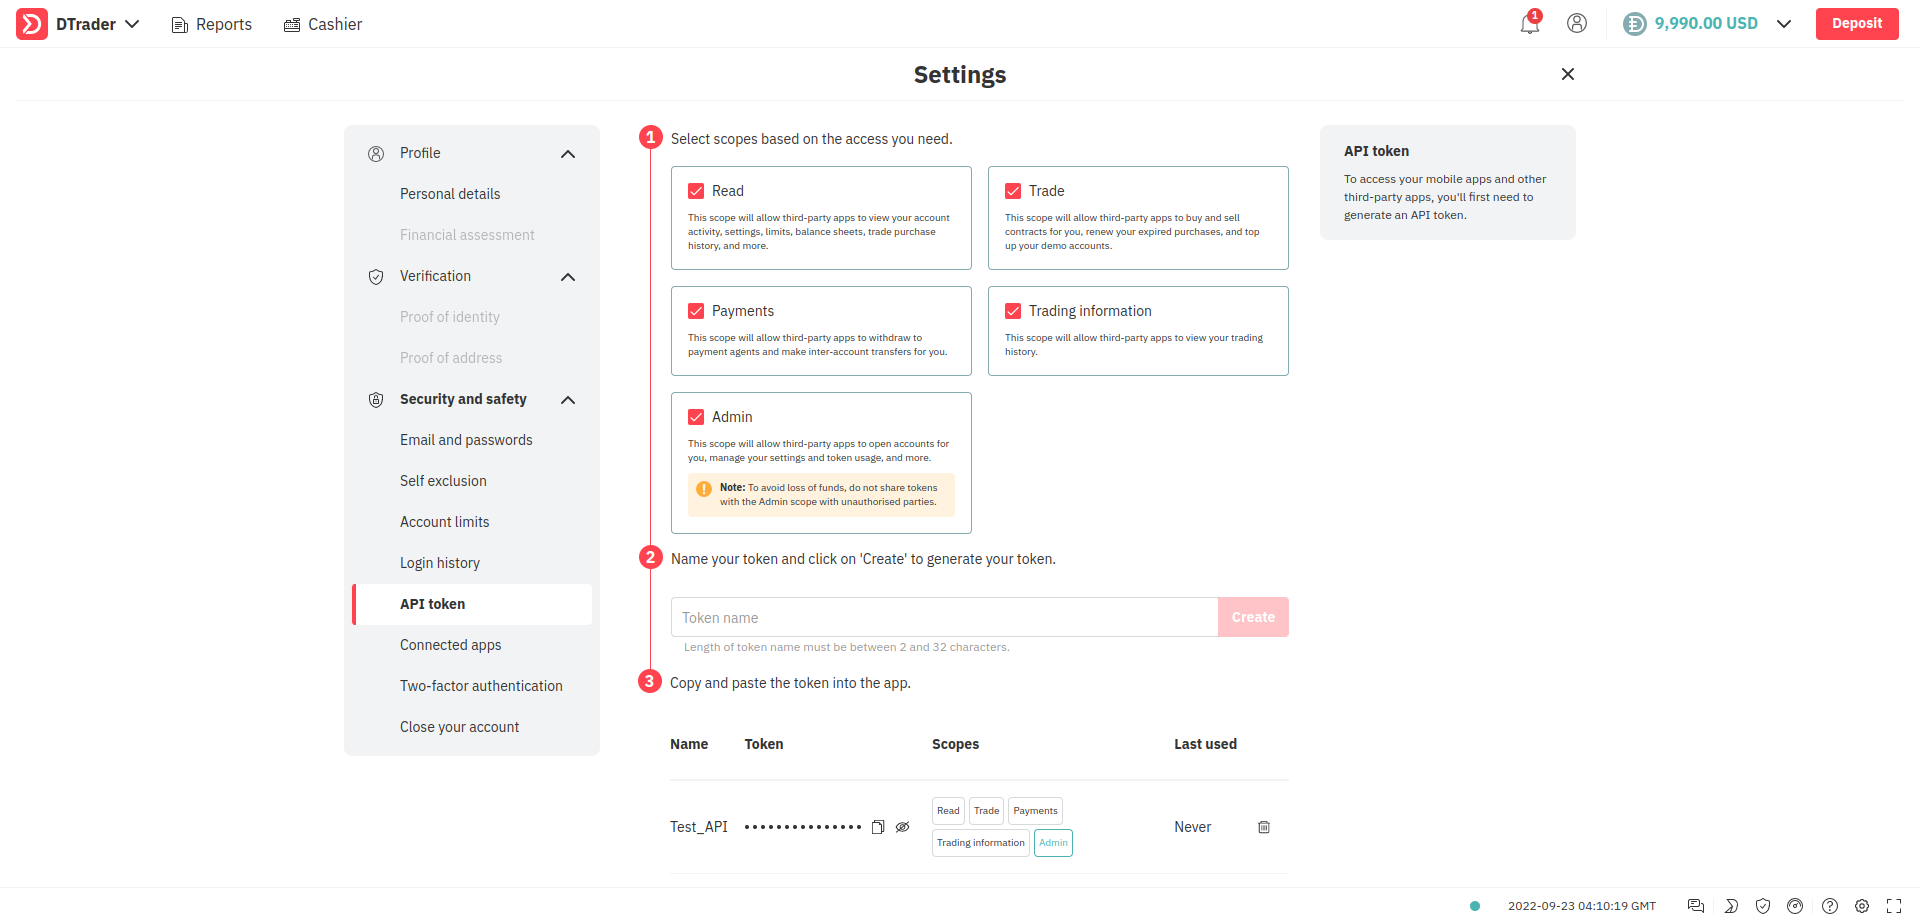 DTrader
Reports
Cashier
1
9,990.00 USD
Deposit
Settings
Profile
Personal details
Financial assessment
Verification
Proof of identity
Proof of address
Security and safety
Email and passwords
Self exclusion
Account limits
Login history
API token
Connected apps
Two-factor authentication
Close your account
1 Select scopes based on the access you need.
Read
This scope will allow third-party apps to view your account
activity, settings, limits, balance sheets, trade purchase
history, and more.
Trade
This scope will allow third-party apps to buy and sell
contracts for you, renew your expired purchases, and top
up your demo accounts.
Payments
This scope will allow third-party apps to withdraw to
payment agents and make inter-account transfers for you.
Trading information
This scope will allow third-party apps to view your trading
history.
Admin
This scope will allow third-party apps to open accounts for
you, manage your settings and token usage, and more.
Note: To avoid loss of funds, do not share tokens
with the Admin scope with unauthorised parties.
2 Name your token and click on 'Create' to generate your token.
Token name
Create
Length of token name must be between 2 and 32 characters.
3 Copy and paste the token into the app.
Name Token Scopes Last used
Test_API
Read Trade Payments
Trading information Admin
Never
API token
To access your mobile apps and other
third-party apps, you'll first need to
generate an API token.
2022-09-23 04:10:19 GMT